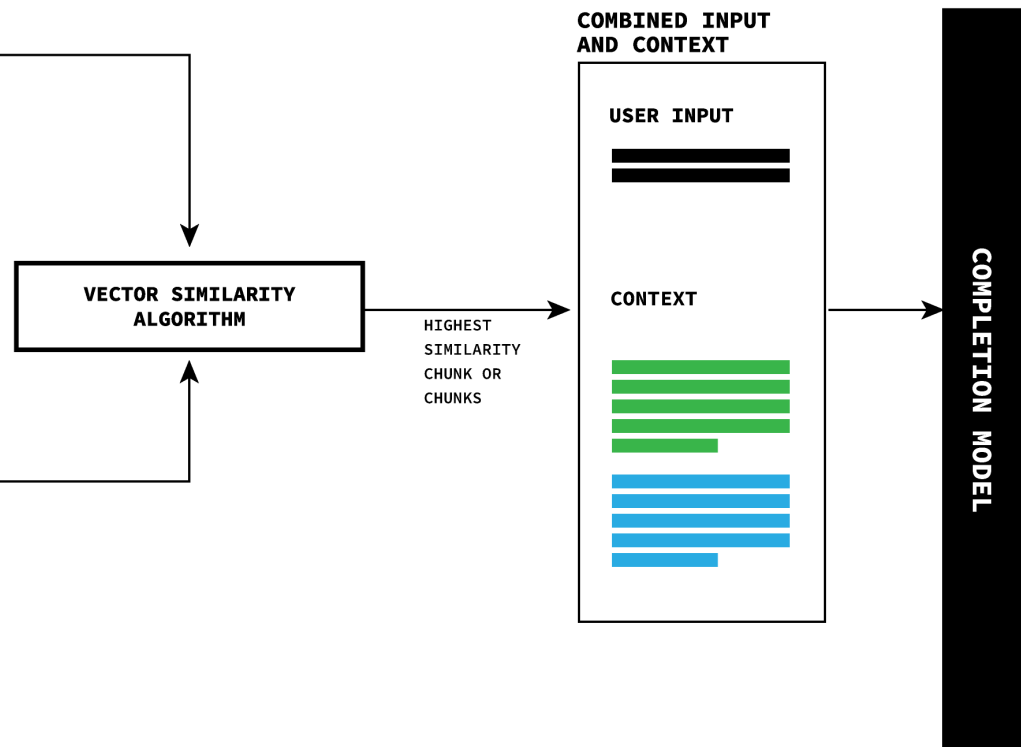 COMBINED INPUT
AND CONTEXT
USER INPUT
VECTOR SIMILARITY
ALGORITHM
HIGHEST
SIMILARITY
CHUNK OR
CHUNKS
CONTEXT
COMPLETION MODEL